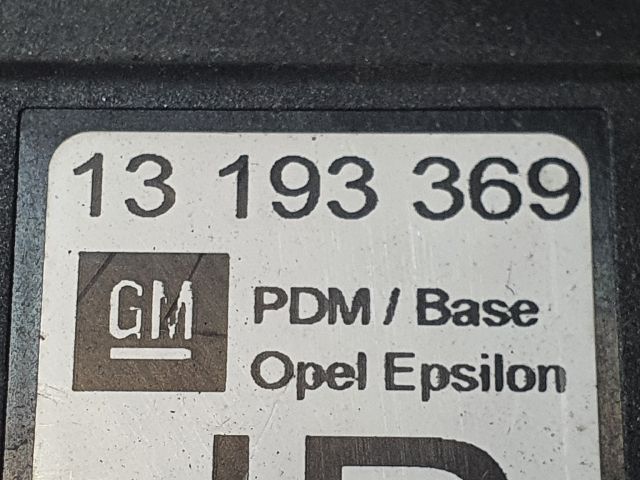 13 193 369
GM
PDM / Base
Opel Epsilon